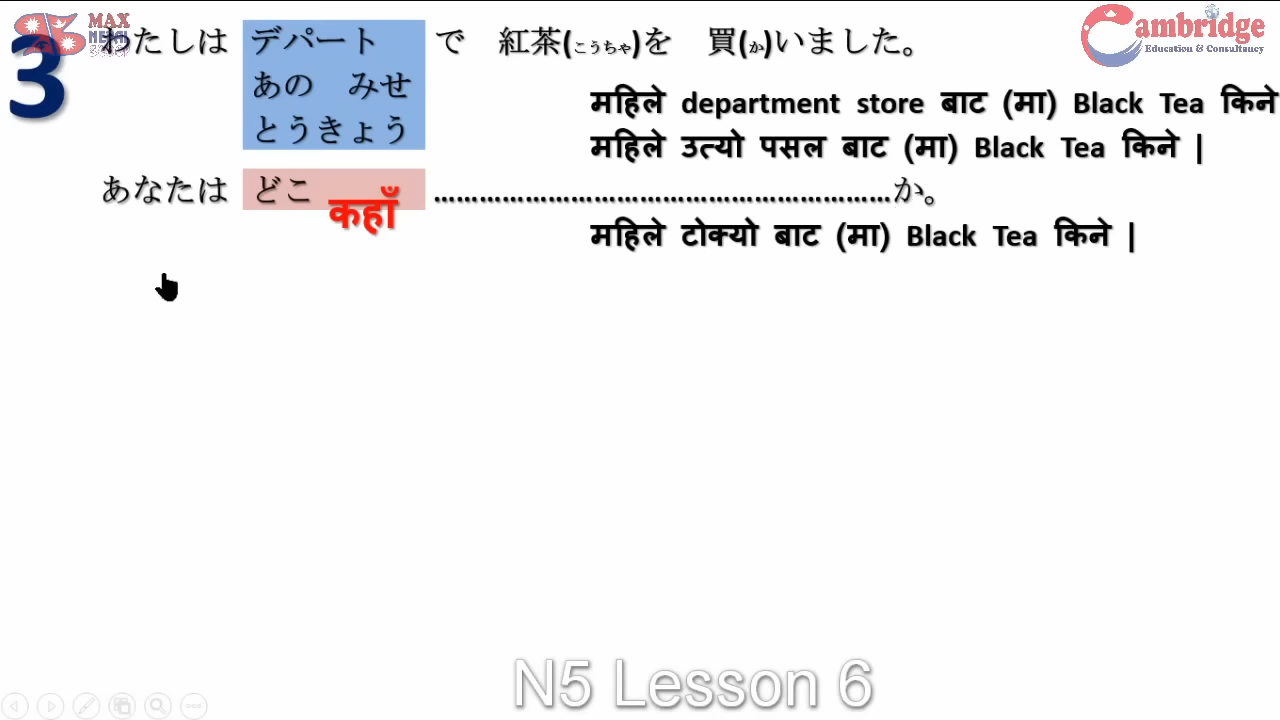 MAX
NEPAL
3
わたしは デパート で 紅茶(こうちゃ)を 買(か)いました。
あの みせ
とうきょう
Cambridge
Education & Consultancy
महिले department store बाट (मा) Black Tea किने
महिले उत्यो पसल बाट (मा) Black Tea किने |
あなたは どこ ............................................................か。
कहाँ
महिले टोक्यो बाट (मा) Black Tea किने |
N5 Lesson 6